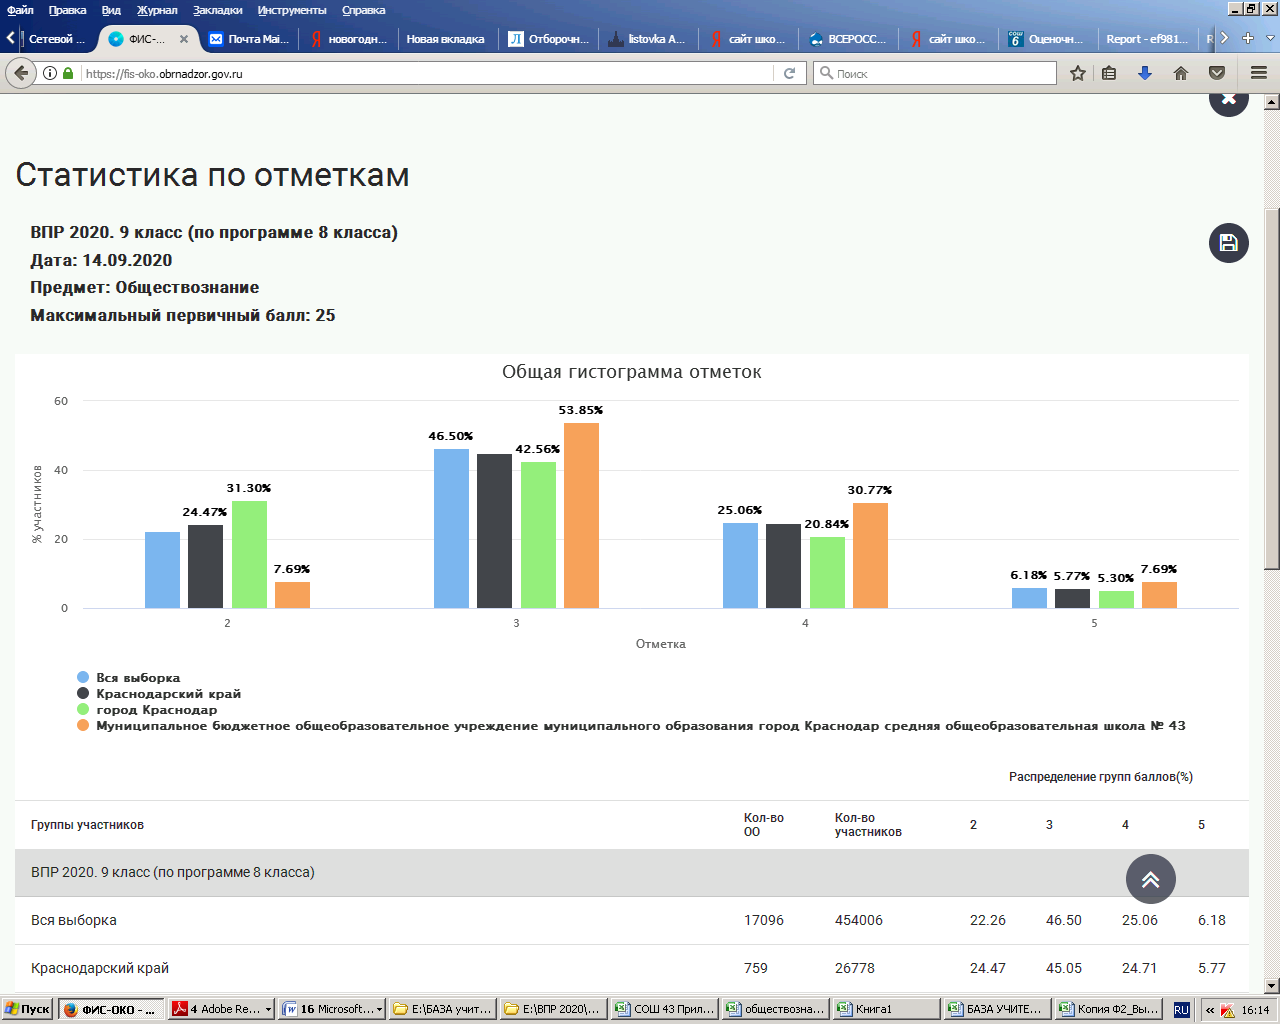 Файл Правка Вид Журнал Закладки Инструменты Справка
Сетевой ... ФИС-... Почта Mai... новогодн... Новая вкладка Отборочн... listovka A... сайт шко... ВСЕРОСС... сайт шко... Оценочн... Report - ef981...
https://fis-oko.obrnadzor.gov.ru Поиск
Статистика по отметкам
ВПР 2020. 9 класс (по программе 8 класса)
Дата: 14.09.2020
Предмет: Обществознание
Максимальный первичный балл: 25
Общая гистограмма отметок
60
53.85%
46.50%
42.56%
40
31.30%
30.77%
24.47%
25.06%
20.84%
% участников
20
7.69%
6.18% 5.77% 5.30% 7.69%
0
2 3 4 5
Отметка
Вся выборка
Краснодарский край
город Краснодар
Муниципальное бюджетное общеобразовательное учреждение муниципального образования город Краснодар средняя общеобразовательная школа № 43
Распределение групп баллов(%)
Группы участников Кол-во ОО Кол-во участников 2 3 4 5
ВПР 2020. 9 класс (по программе 8 класса)
Вся выборка 17096 454006 22.26 46.50 25.06 6.18
Краснодарский край 759 26778 24.47 45.05 24.71 5.77
Пуск ФИС-ОКО - ... 4 Adobe Re... 16 Microsoft... E:\БАЗА учит... E:\ВПР 2020\... СОШ 43 Прил... обществозна... Книга1 БАЗА УЧИТЕ... Копия Ф2_Вы... RU 16:14